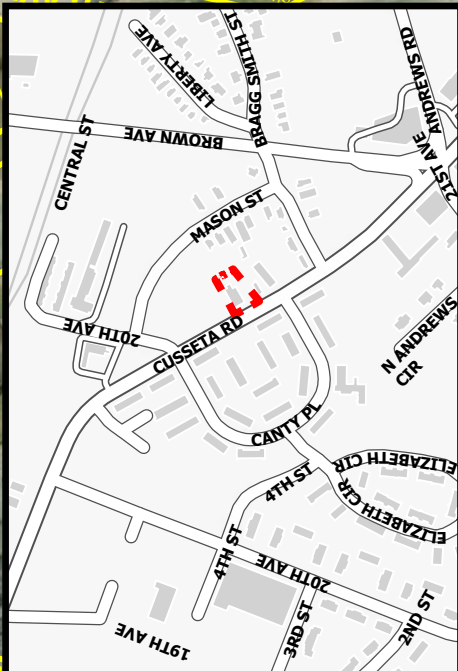 LIBERTY AVE
BRAGG SMITH ST
ANDREWS RD
21ST AVE
BROWN AVE
CENTRAL ST
MASON ST
20TH AVE
CUSSETA RD
N ANDREWS
CIR
CANTY PL
ELIZABETH CIR
4TH ST
ELIZABETH CIR
4TH ST
20TH AVE
19TH AVE
3RD ST
2ND ST